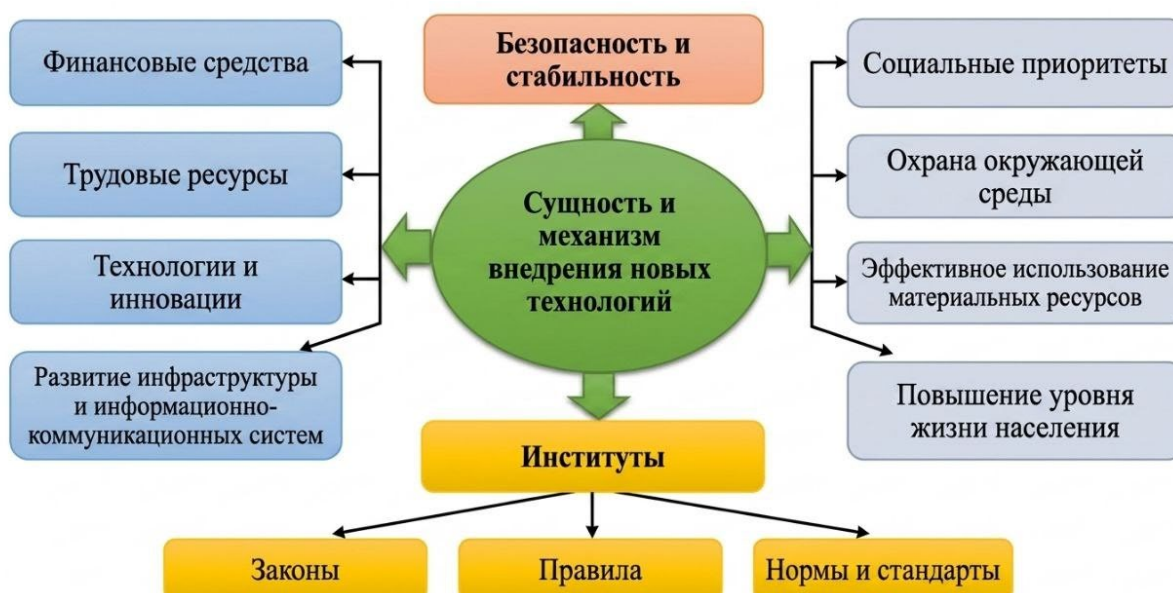 Финансовые средства
Трудовые ресурсы
Технологии и
инновации
Развитие инфраструктуры
и информационно-
коммуникационных систем
Безопасность и
стабильность
Сущность и
механизм
внедрения новых
технологий
Институты
Законы
Правила
Нормы и стандарты
Социальные приоритеты
Охрана окружающей
среды
Эффективное использование
материальных ресурсов
Повышение уровня
жизни населения